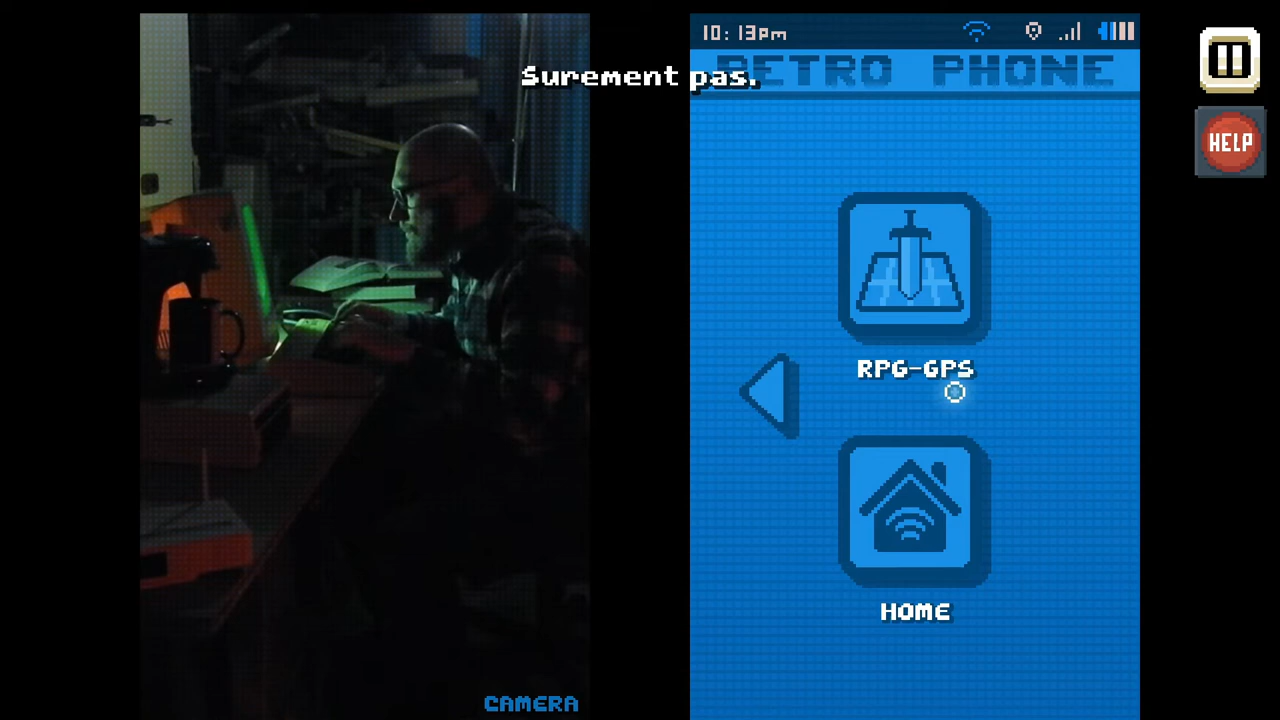 10:13pm
RETRO PHONE
Surement pas.
HELP
RPG-GPS
HOME
CAMERA